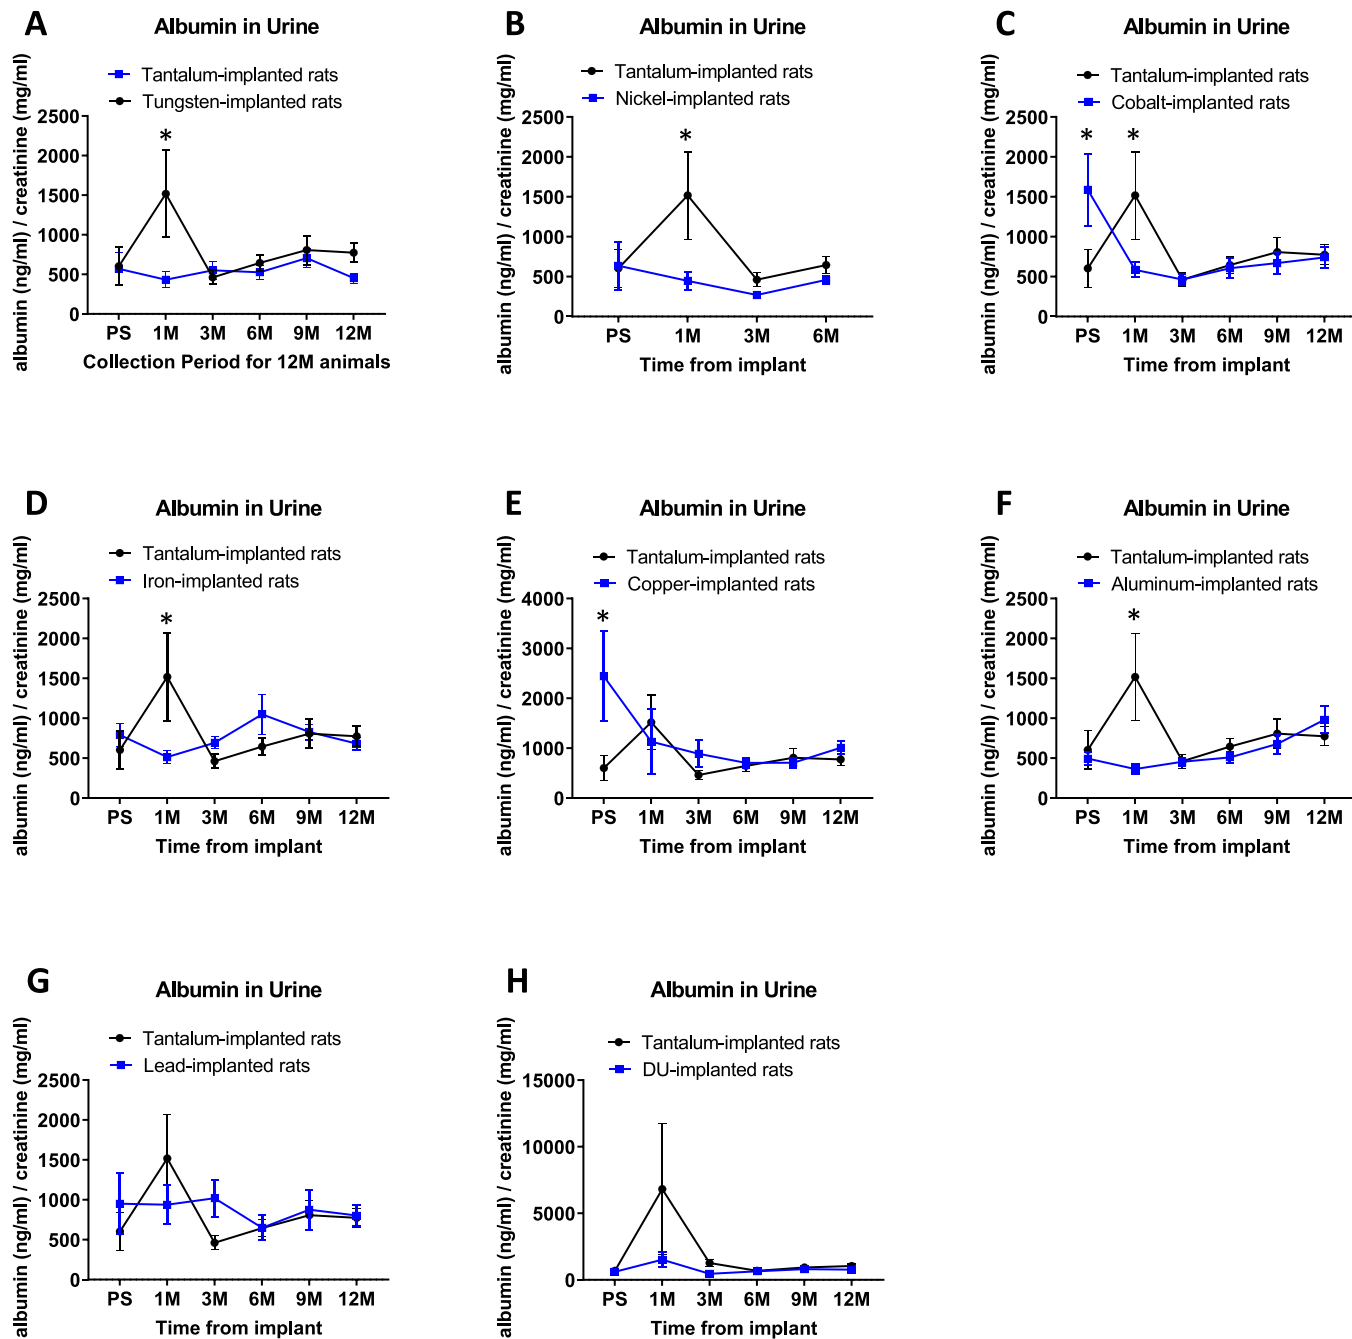 A
Albumin in Urine
Tantalum-implanted rats
Tungsten-implanted rats
albumin (ng/ml) / creatinine (mg/ml)
2500
2000
1500
1000
500
0
*
PS 1M 3M 6M 9M 12M
Collection Period for 12M animals
B
Albumin in Urine
Tantalum-implanted rats
Nickel-implanted rats
albumin (ng/ml) / creatinine (mg/ml)
2500
2000
1500
1000
500
0
*
PS 1M 3M 6M
Time from implant
C
Albumin in Urine
Tantalum-implanted rats
Cobalt-implanted rats
albumin (ng/ml) / creatinine (mg/ml)
2500
2000
1500
1000
500
0
* *
PS 1M 3M 6M 9M 12M
Time from implant
D
Albumin in Urine
Tantalum-implanted rats
Iron-implanted rats
albumin (ng/ml) / creatinine (mg/ml)
2500
2000
1500
1000
500
0
*
PS 1M 3M 6M 9M 12M
Time from implant
E
Albumin in Urine
Tantalum-implanted rats
Copper-implanted rats
albumin (ng/ml) / creatinine (mg/ml)
4000
3000
2000
1000
0
*
PS 1M 3M 6M 9M 12M
Time from implant
F
Albumin in Urine
Tantalum-implanted rats
Aluminum-implanted rats
albumin (ng/ml) / creatinine (mg/ml)
2500
2000
1500
1000
500
0
*
PS 1M 3M 6M 9M 12M
Time from implant
G
Albumin in Urine
Tantalum-implanted rats
Lead-implanted rats
albumin (ng/ml) / creatinine (mg/ml)
2500
2000
1500
1000
500
0
PS 1M 3M 6M 9M 12M
Time from implant
H
Albumin in Urine
Tantalum-implanted rats
DU-implanted rats
albumin (ng/ml) / creatinine (mg/ml)
15000
10000
5000
0
PS 1M 3M 6M 9M 12M
Time from implant